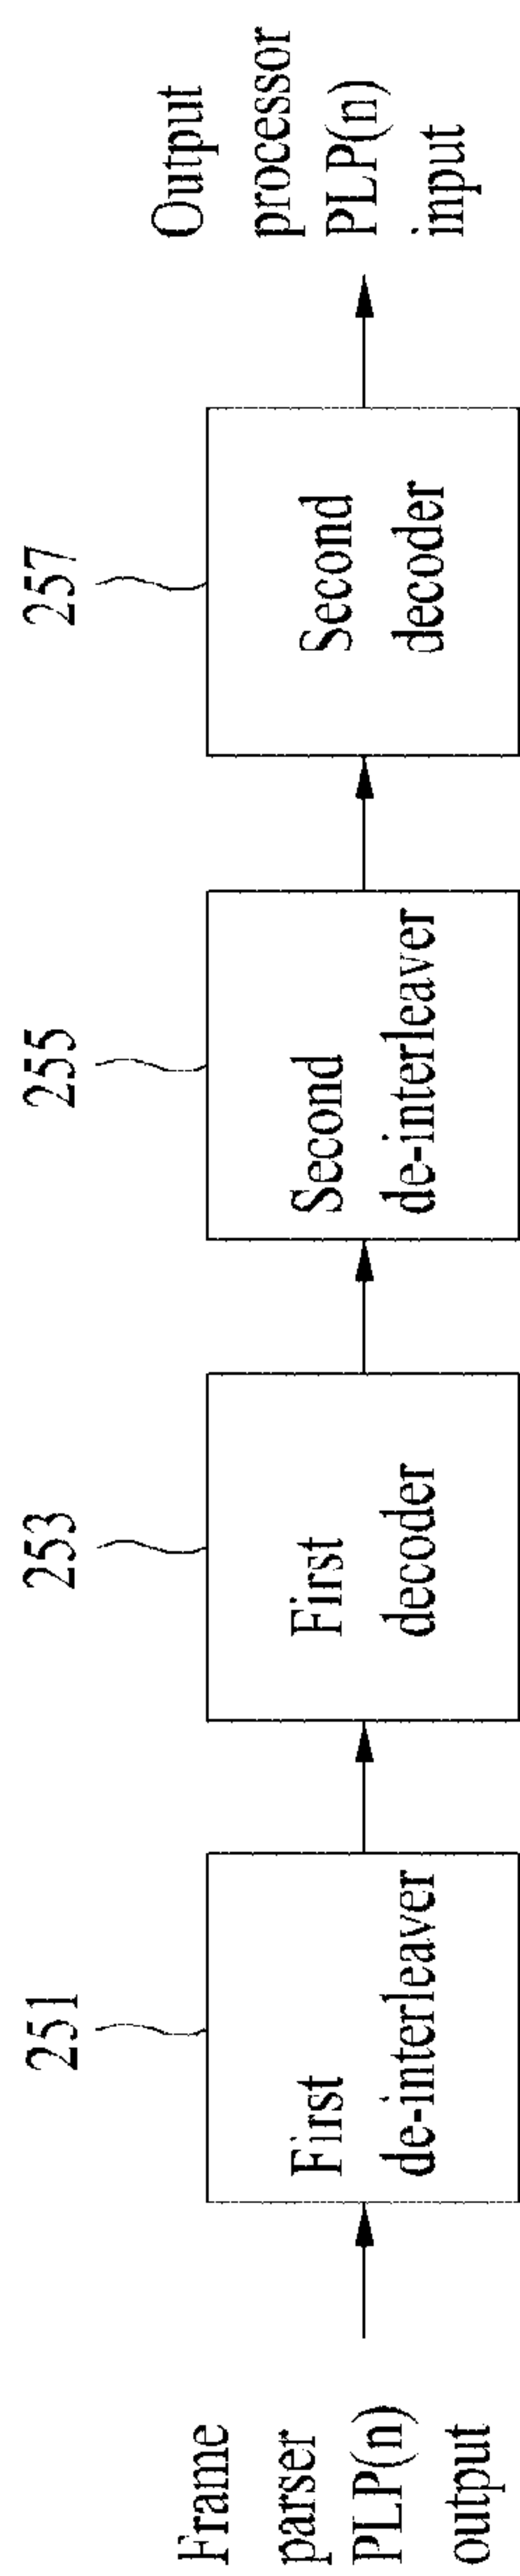 Frame
parser
PLP(n)
output
251
First
de-interleaver
253
First
decoder
255
Second
de-interleaver
257
Second
decoder
Output
processor
PLP(n)
input